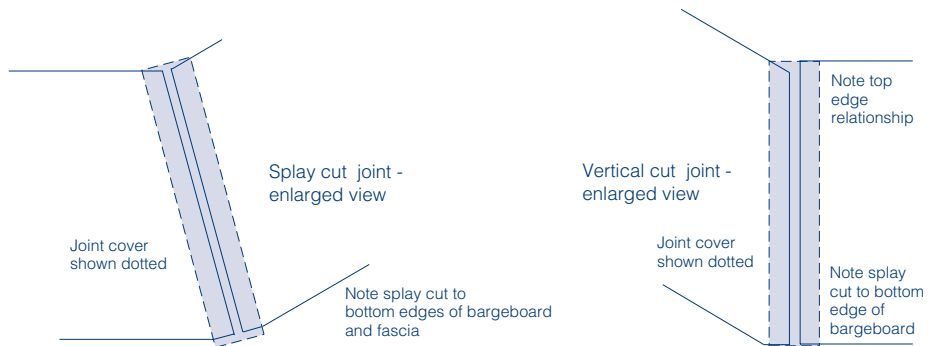 Splay cut joint -
enlarged view
Joint cover
shown dotted
Note splay cut to
bottom edges of bargeboard
and fascia
Note top
edge
relationship
Vertical cut joint -
enlarged view
Joint cover
shown dotted
Note splay
cut to bottom
edge of
bargeboard